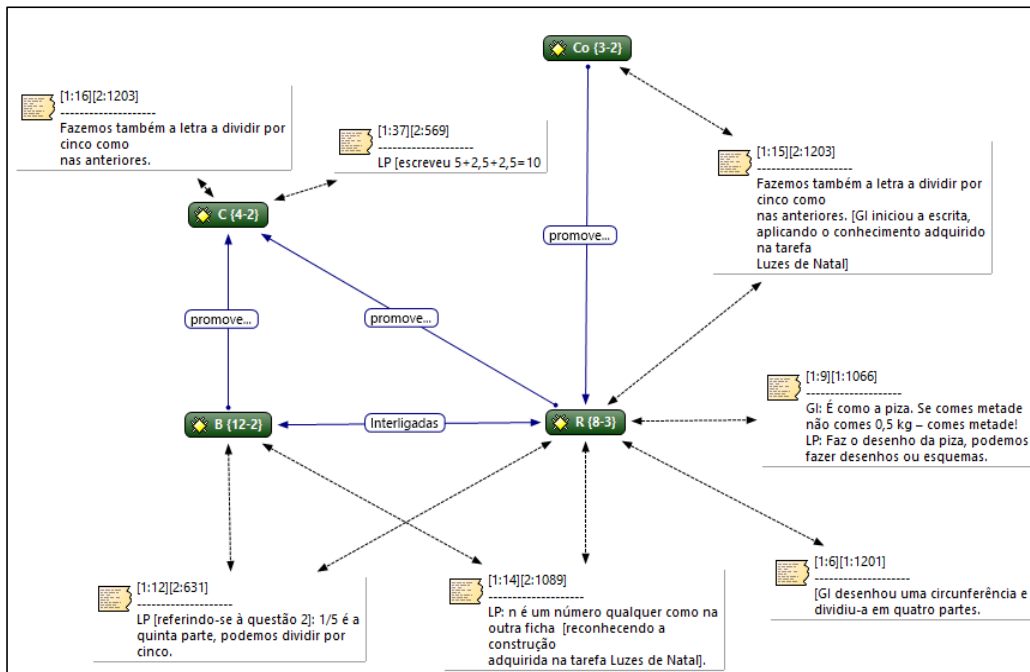 Co {3-2}
[1:16][2:1203]
--------------------
Fazemos também a letra a dividir por
cinco como
nas anteriores.
[1:37][2:569]
--------------------
LP [escreveu 5+2,5+2,5=10
[1:15][2:1203]
--------------------
Fazemos também a letra a dividir por
cinco como
nas anteriores. [GI iniciou a escrita,
aplicando o conhecimento adquirido
na tarefa
Luzes de Natal]
C {4-2}
promove...
promove...
promove...
B {12-2}
Interligadas
R {8-3}
[1:9][1:1066]
--------------------
GI: É como a piza. Se comes metade
não comes 0,5 kg – comes metade!
LP: Faz o desenho da piza, podemos
fazer desenhos ou esquemas.
[1:12][2:631]
--------------------
LP [referindo-se à questão 2]: 1/5 é a
quinta parte, podemos dividir por
cinco.
[1:14][2:1089]
--------------------
LP: n é um número qualquer como na
outra ficha [reconhecendo a
construção
adquirida na tarefa Luzes de Natal].
[1:6][1:1201]
--------------------
[GI desenhou uma circunferência e
dividiu-a em quatro partes.